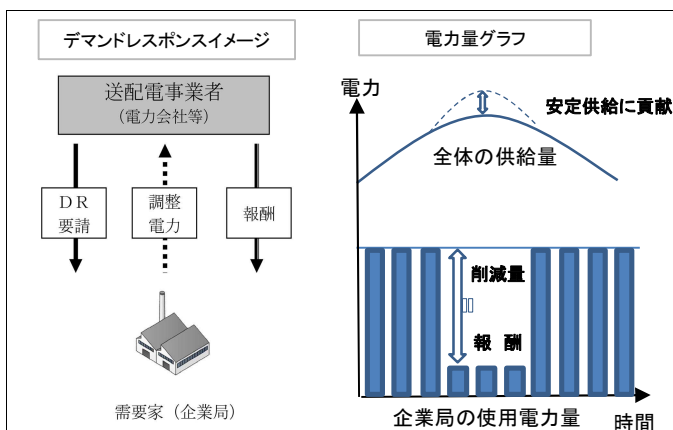 デマンドレスポンスイメージ
送配電事業者
(電力会社等)
ＤＲ
要請
調整
電力
報酬
需要家（企業局）
電力量グラフ
電力
安定供給に貢献
全体の供給量
削減量
報 酬
企業局の使用電力量
時間